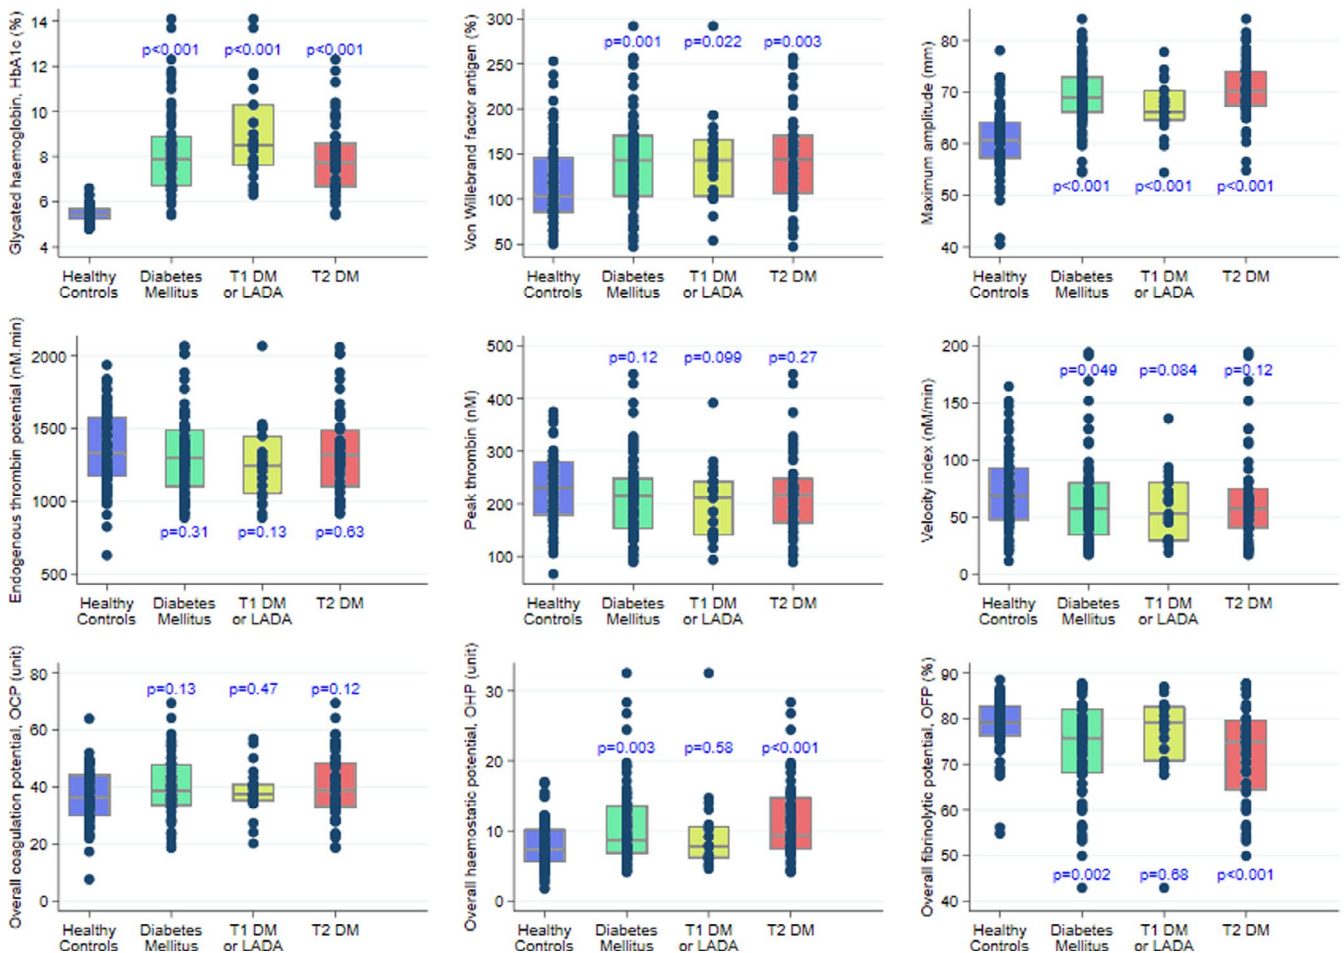 Glycated haemoglobin, HbA1c (%)
14
12
10
8
6
4
p<0.001 p<0.001 p<0.001
Healthy Controls
Diabetes Mellitus
T1 DM or LADA
T2 DM
Von Willebrand factor antigen (%)
300
250
200
150
100
50
p=0.001 p=0.022 p=0.003
Healthy Controls
Diabetes Mellitus
T1 DM or LADA
T2 DM
Maximum amplitude (mm)
80
70
60
50
40
p<0.001 p<0.001 p<0.001
Healthy Controls
Diabetes Mellitus
T1 DM or LADA
T2 DM
Endogenous thrombin potential (nM.min)
2000
1500
1000
500
p=0.31 p=0.13 p=0.63
Healthy Controls
Diabetes Mellitus
T1 DM or LADA
T2 DM
Peak thrombin (nM)
500
400
300
200
100
p=0.12 p=0.099 p=0.27
Healthy Controls
Diabetes Mellitus
T1 DM or LADA
T2 DM
Velocity index (nM/min)
200
150
100
50
0
p=0.049 p=0.084 p=0.12
Healthy Controls
Diabetes Mellitus
T1 DM or LADA
T2 DM
Overall coagulation potential, OCP (unit)
80
60
40
20
0
p=0.13 p=0.47 p=0.12
Healthy Controls
Diabetes Mellitus
T1 DM or LADA
T2 DM
Overall haemostatic potential, OHP (unit)
30
20
10
0
p=0.003 p=0.58 p<0.001
Healthy Controls
Diabetes Mellitus
T1 DM or LADA
T2 DM
Overall fibrinolytic potential, OFP (%)
90
80
70
60
50
40
p=0.002 p=0.68 p<0.001
Healthy Controls
Diabetes Mellitus
T1 DM or LADA
T2 DM